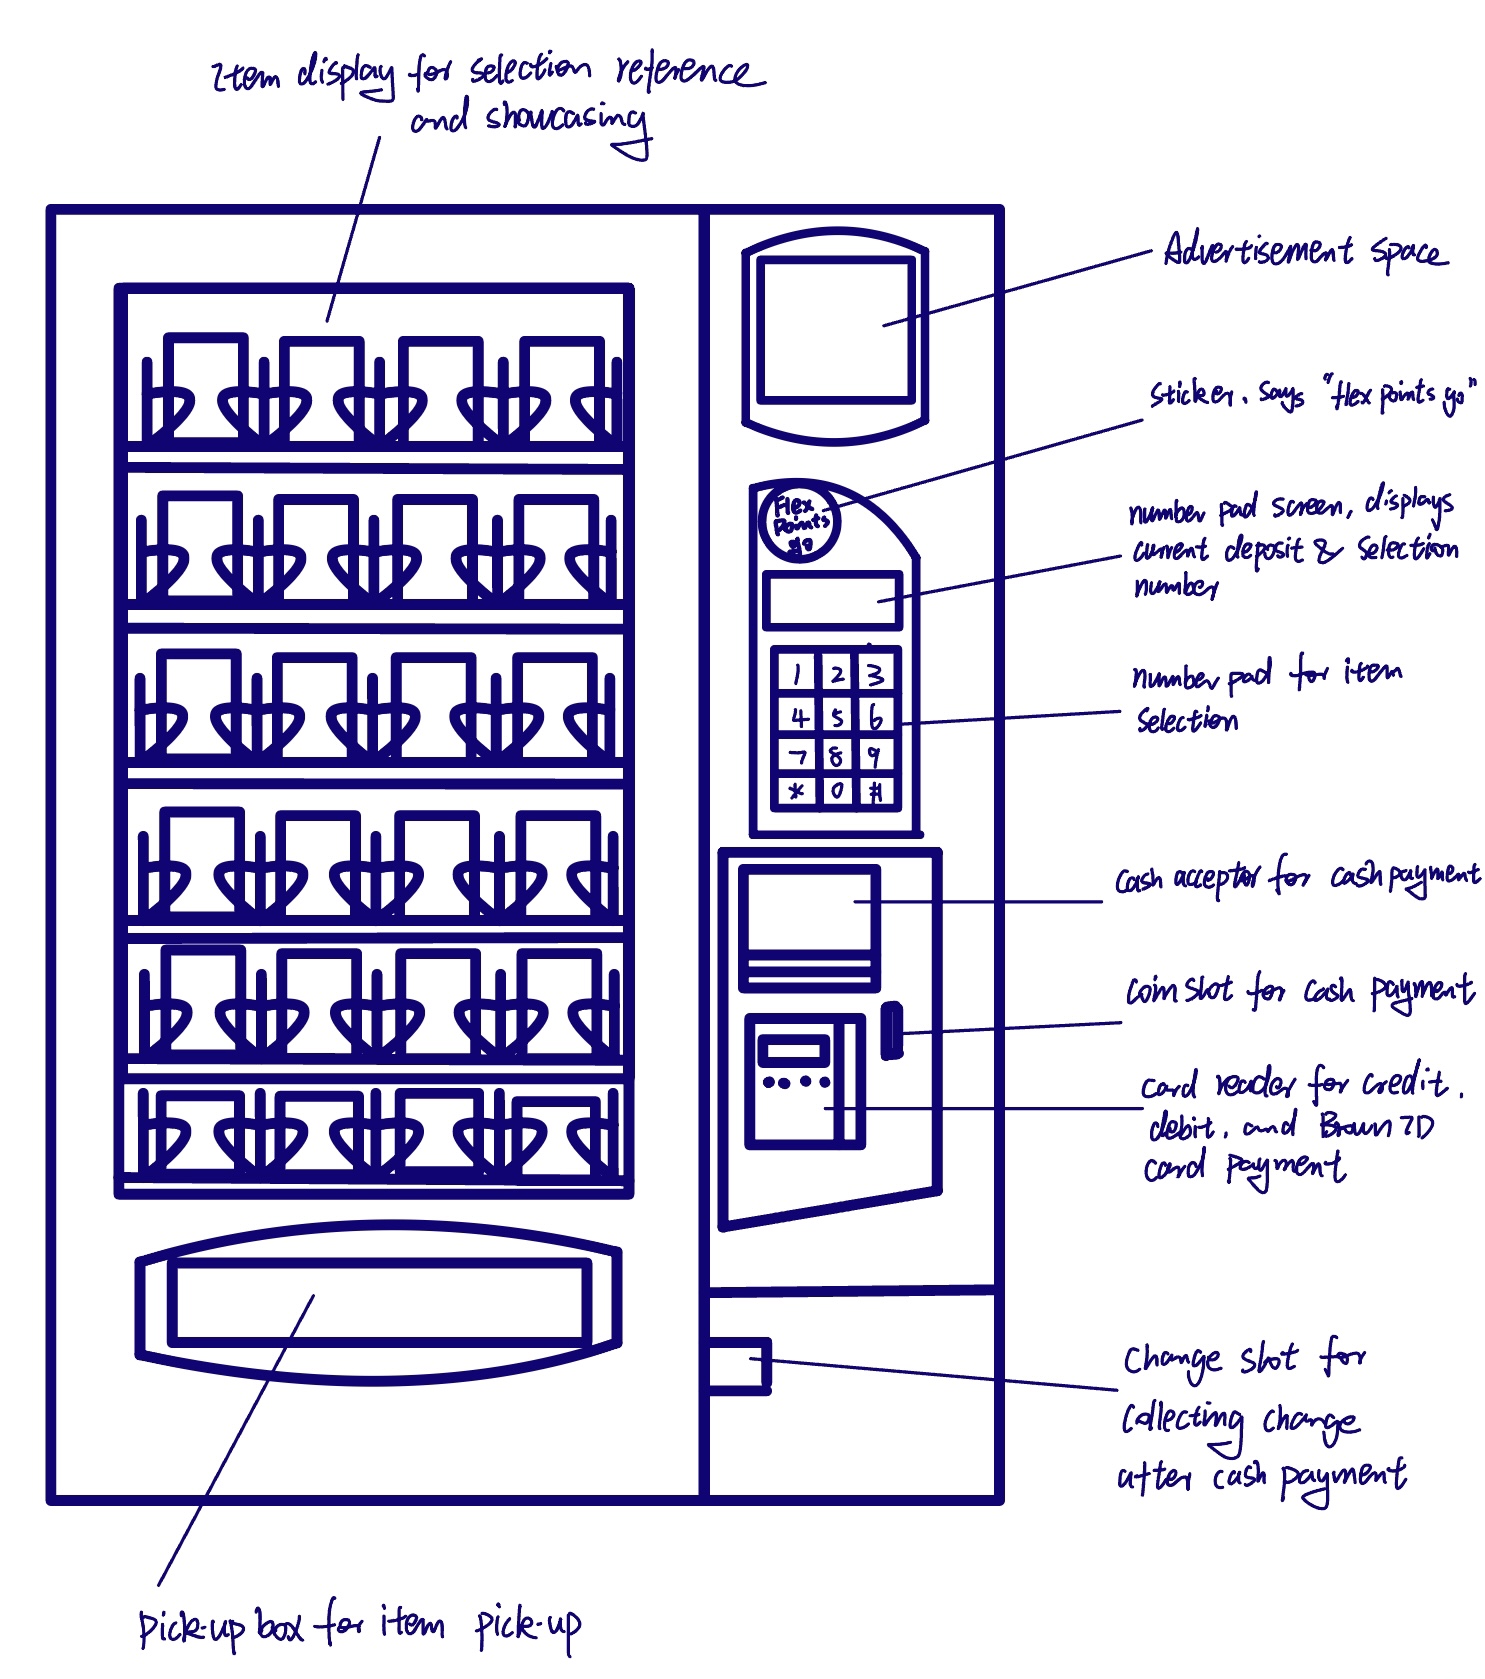 Item display for selection reference
and showcasing
Advertisement space
Sticker. says "flex points go"
Flex
Points
go
number pad screen, displays
current deposit & selection
number
1 2 3
4 5 6
7 8 9
* 0 #
number pad for item
selection
Cash acceptor for cash payment
Coin slot for cash payment
card reader for credit.
debit. and Brown ID
card payment
Change slot for
collecting change
after cash payment
Pick-up box for item pick-up